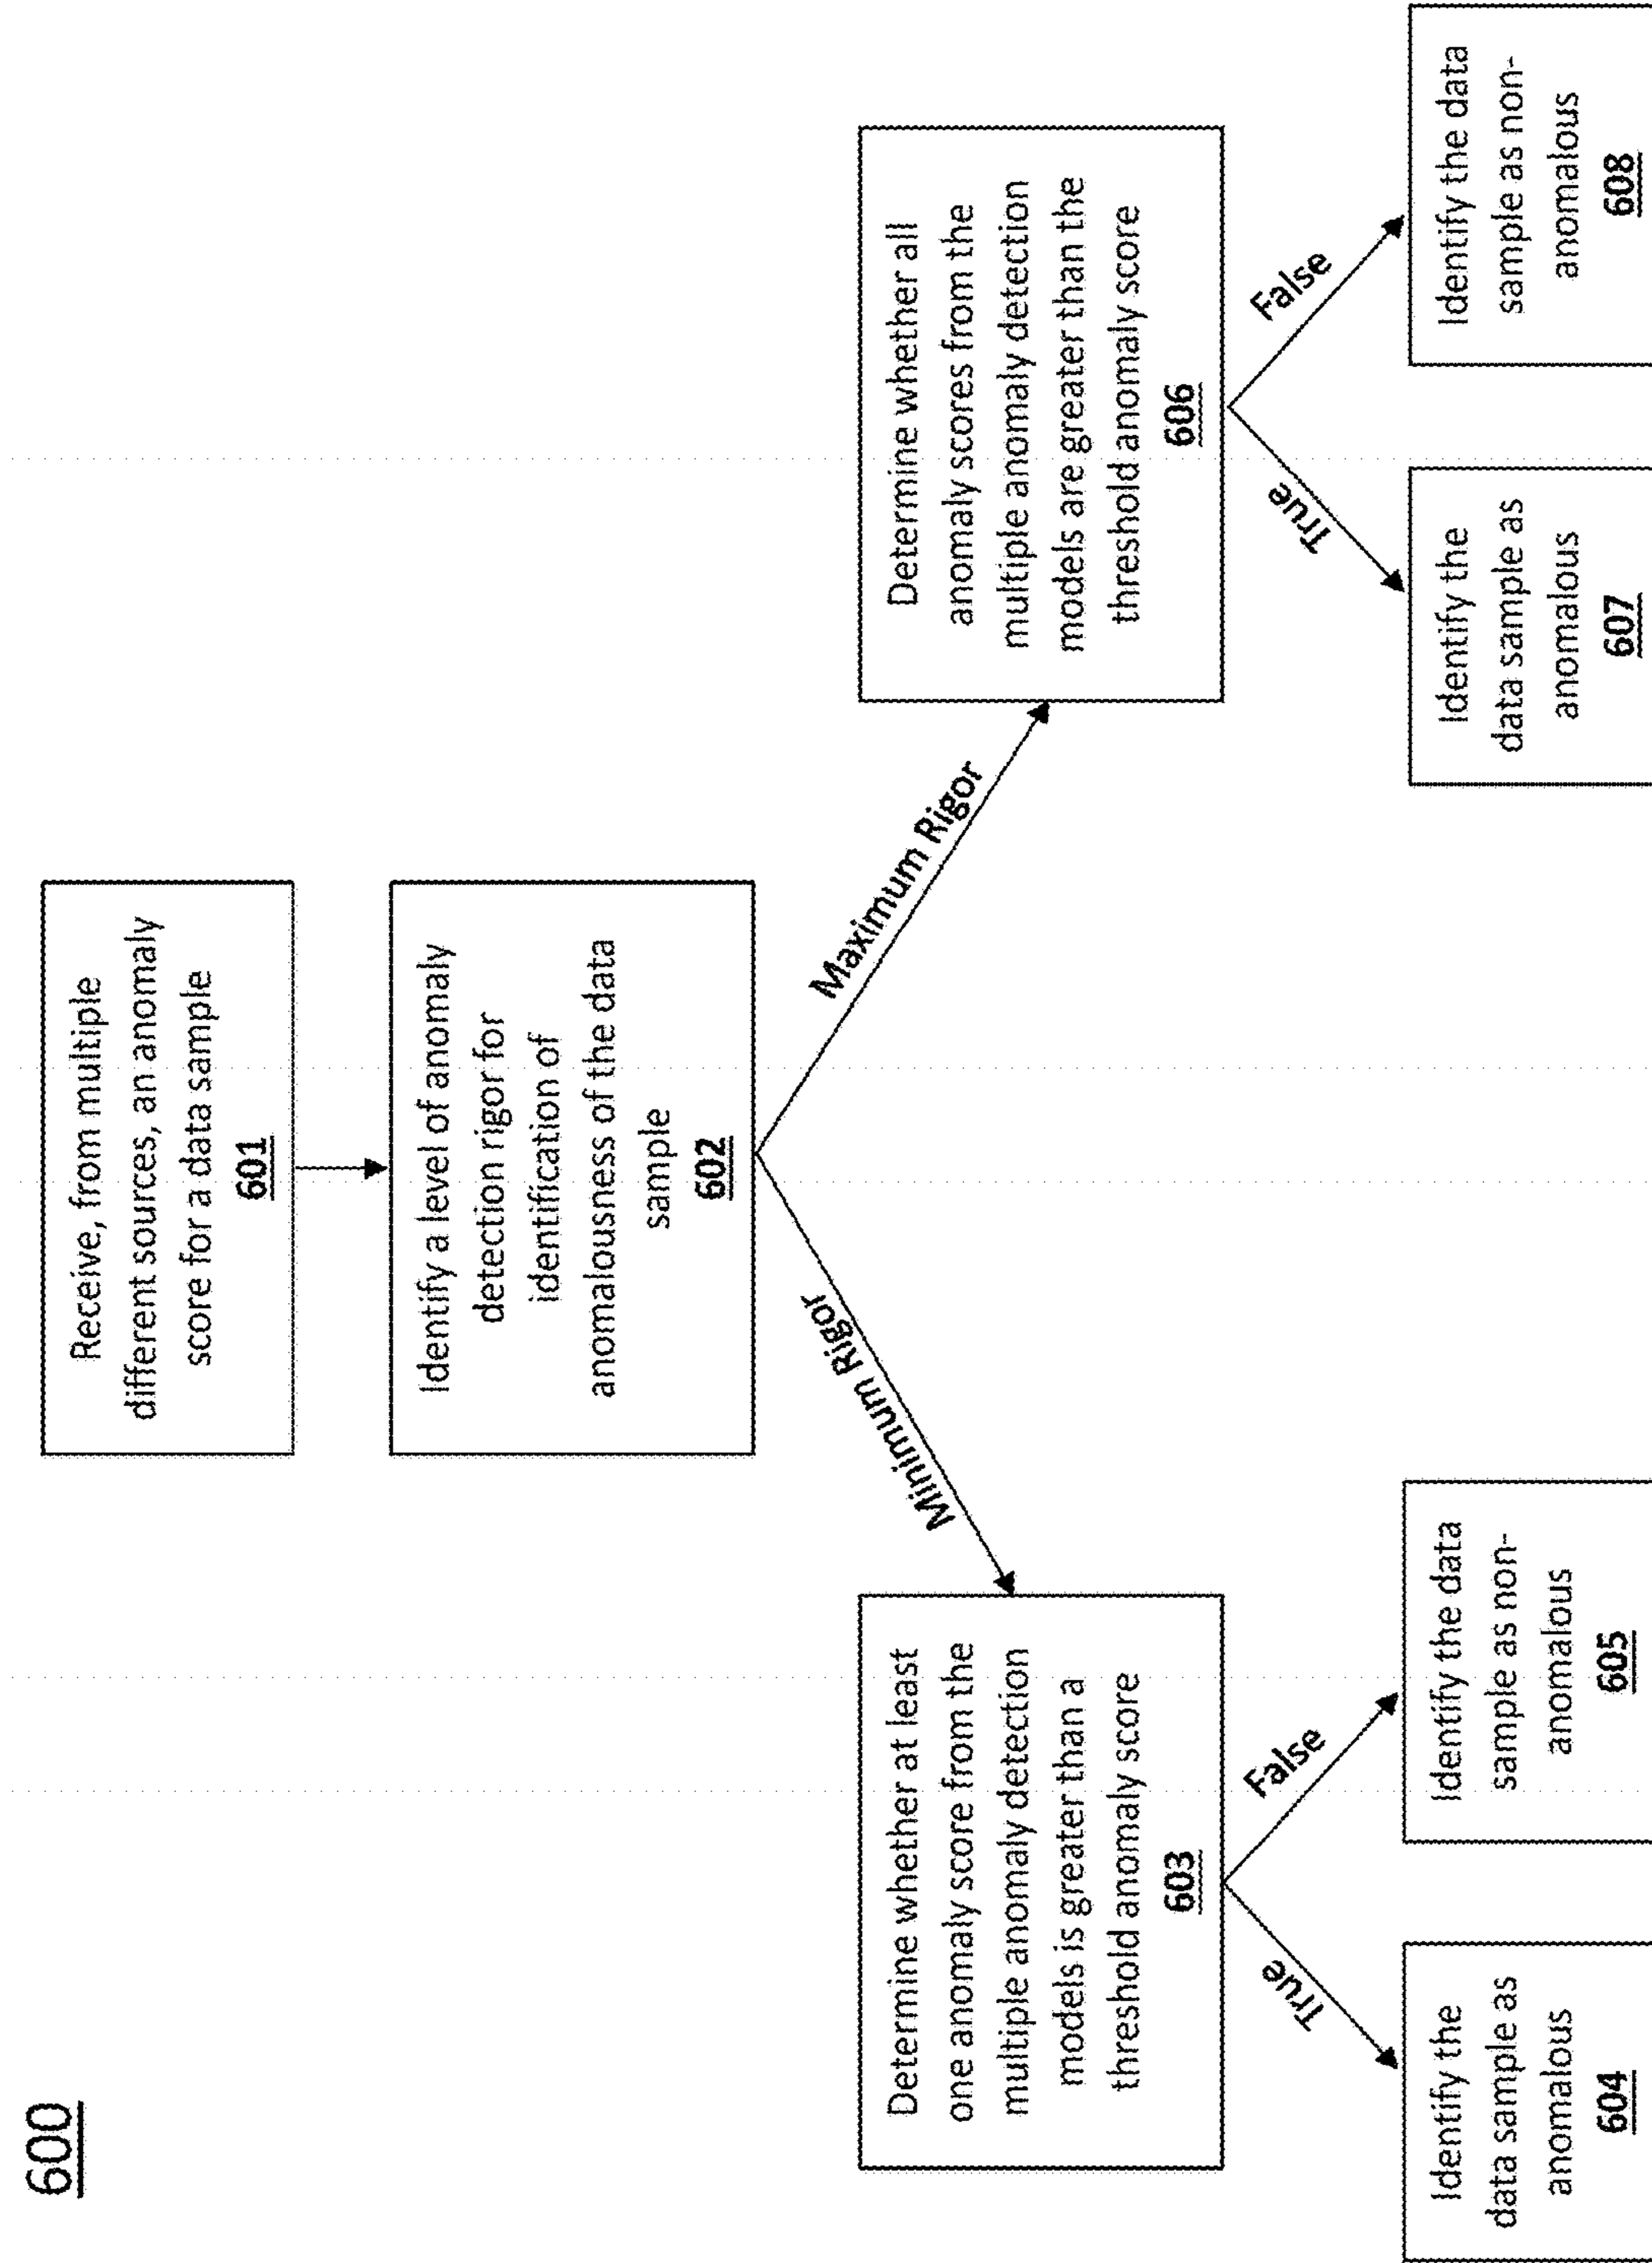 600
Receive, from multiple
different sources, an anomaly
score for a data sample
601
Identify a level of anomaly
detection rigor for
identification of
anomalousness of the data
sample
602
Minimum Rigor
Maximum Rigor
Determine whether at least
one anomaly score from the
multiple anomaly detection
models is greater than a
threshold anomaly score
603
Determine whether all
anomaly scores from the
multiple anomaly detection
models are greater than the
threshold anomaly score
606
True
False
True
False
Identify the
data sample as
anomalous
604
Identify the data
sample as non-
anomalous
605
Identify the
data sample as
anomalous
607
Identify the data
sample as non-
anomalous
608